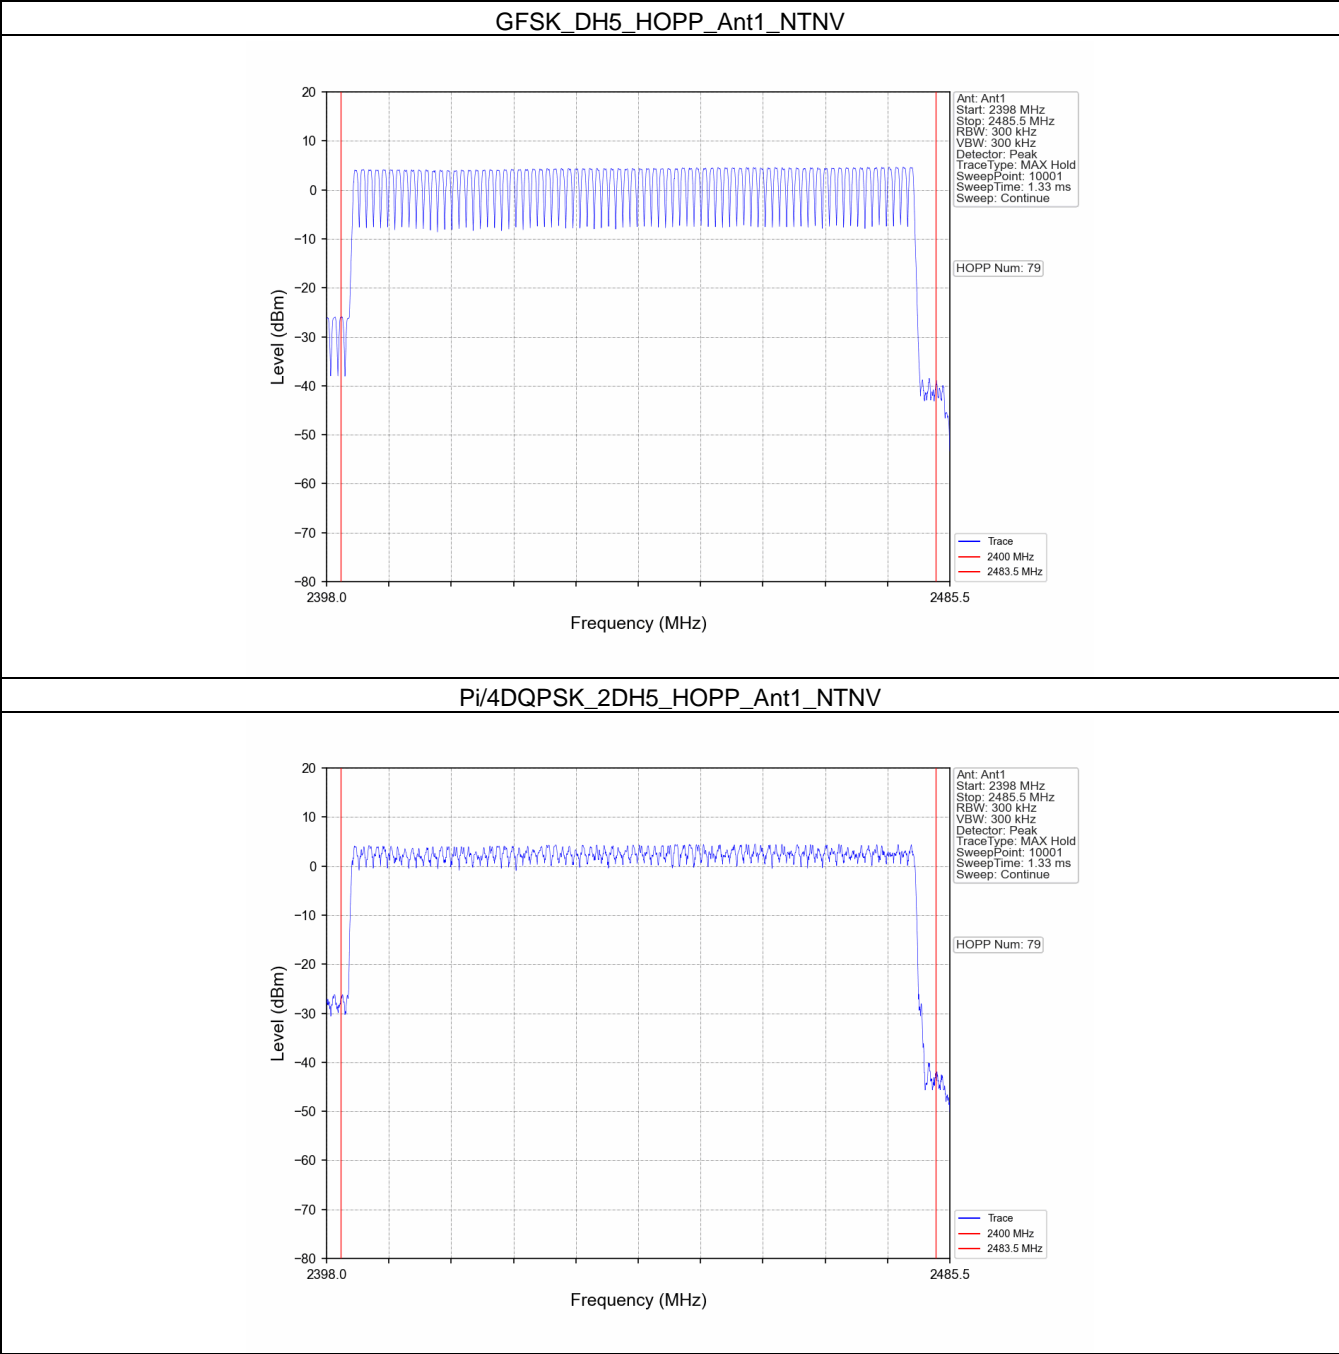 GFSK_DH5_HOPP_Ant1_NTNV
20
10
0
−10
−20
−30
−40
−50
−60
−70
−80
Level (dBm)
2398.0
2485.5
Frequency (MHz)
Ant: Ant1
Start: 2398 MHz
Stop: 2485.5 MHz
RBW: 300 kHz
VBW: 300 kHz
Detector: Peak
TraceType: MAX Hold
SweepPoint: 10001
SweepTime: 1.33 ms
Sweep: Continue
HOPP Num: 79
Trace
2400 MHz
2483.5 MHz
Pi/4DQPSK_2DH5_HOPP_Ant1_NTNV
20
10
0
−10
−20
−30
−40
−50
−60
−70
−80
Level (dBm)
2398.0
2485.5
Frequency (MHz)
Ant: Ant1
Start: 2398 MHz
Stop: 2485.5 MHz
RBW: 300 kHz
VBW: 300 kHz
Detector: Peak
TraceType: MAX Hold
SweepPoint: 10001
SweepTime: 1.33 ms
Sweep: Continue
HOPP Num: 79
Trace
2400 MHz
2483.5 MHz